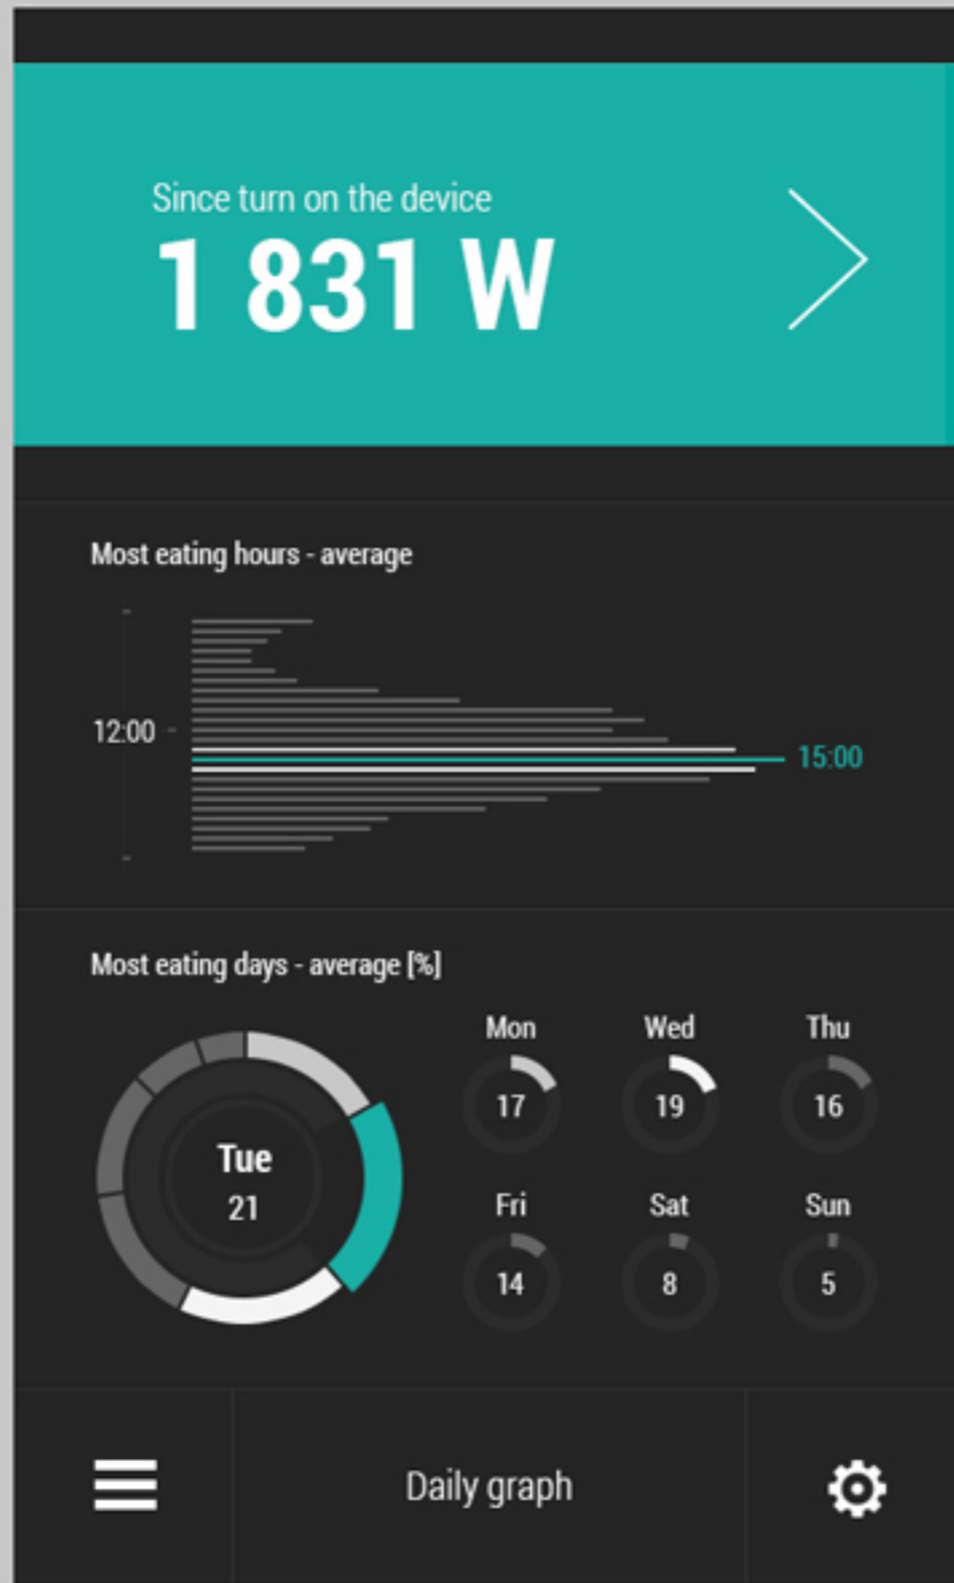 Since turn on the device
1 831 W
Most eating hours - average
12:00
15:00
Most eating days - average [%]
Tue
21
Mon
17
Wed
19
Thu
16
Fri
14
Sat
8
Sun
5
Daily graph